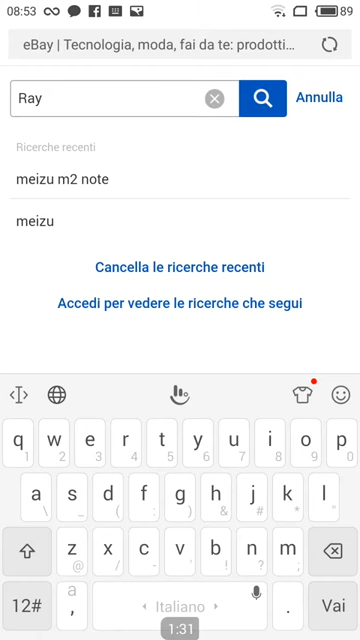 08:53 89
eBay | Tecnologia, moda, fai da te: prodotti...
Ray Annulla
Ricerche recenti
meizu m2 note
meizu
Cancella le ricerche recenti
Accedi per vedere le ricerche che segui
q w e r t y u i o p
1 2 3 4 5 6 7 8 9 0
a s d f g h j k l
\ _ ( : ) & # * "
z x c v b n m
@ / - ' ! ? ;
12# a , Italiano . Vai
1:31